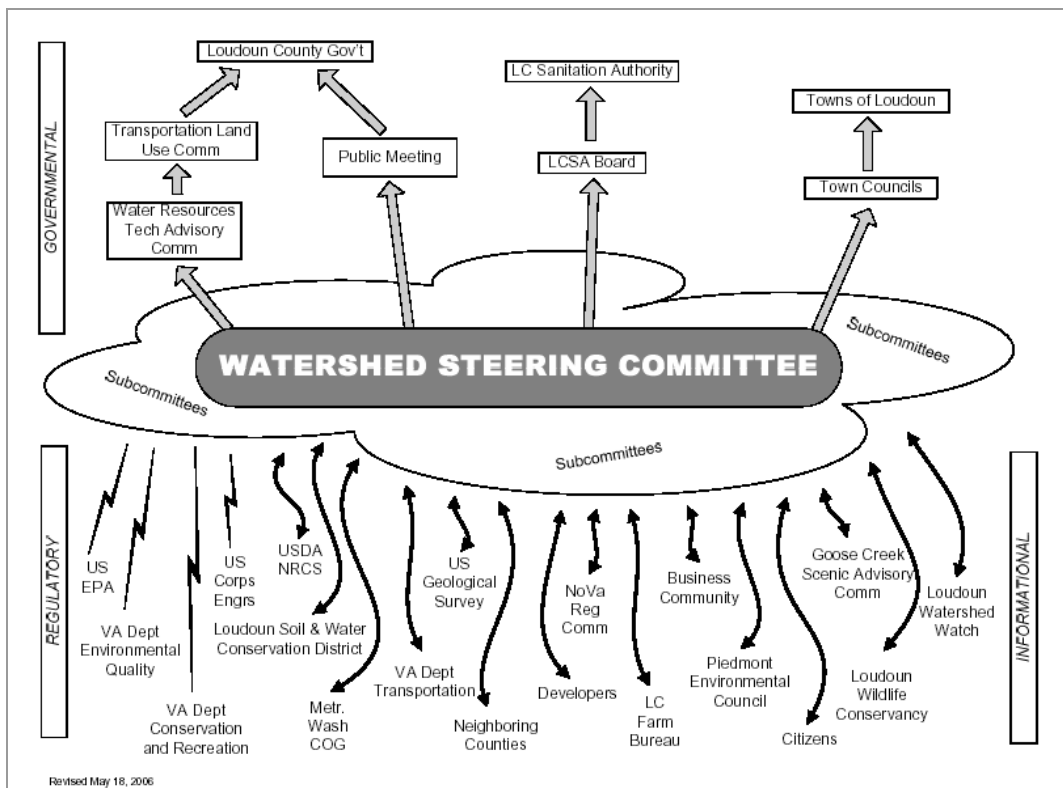 GOVERNMENTAL
Loudoun County Gov't
LC Sanitation Authority
Towns of Loudoun
Transportation Land
Use Comm
Public Meeting
LCSA Board
Town Councils
Water Resources
Tech Advisory
Comm
Subcommittees
WATERSHED STEERING COMMITTEE
Subcommittees
Subcommittees
REGULATORY
INFORMATIONAL
US
EPA
VA Dept
Environmental
Quality
VA Dept
Conservation
and Recreation
US
Corps
Engrs
USDA
NRCS
Loudoun Soil & Water
Conservation District
Metr.
Wash
COG
VA Dept
Transportation
US
Geological
Survey
Neighboring
Counties
Developers
NoVa
Reg
Comm
LC
Farm
Bureau
Business
Community
Piedmont
Environmental
Council
Citizens
Goose Creek
Scenic Advisory
Comm
Loudoun
Wildlife
Conservancy
Loudoun
Watershed
Watch
Revised May 18, 2006